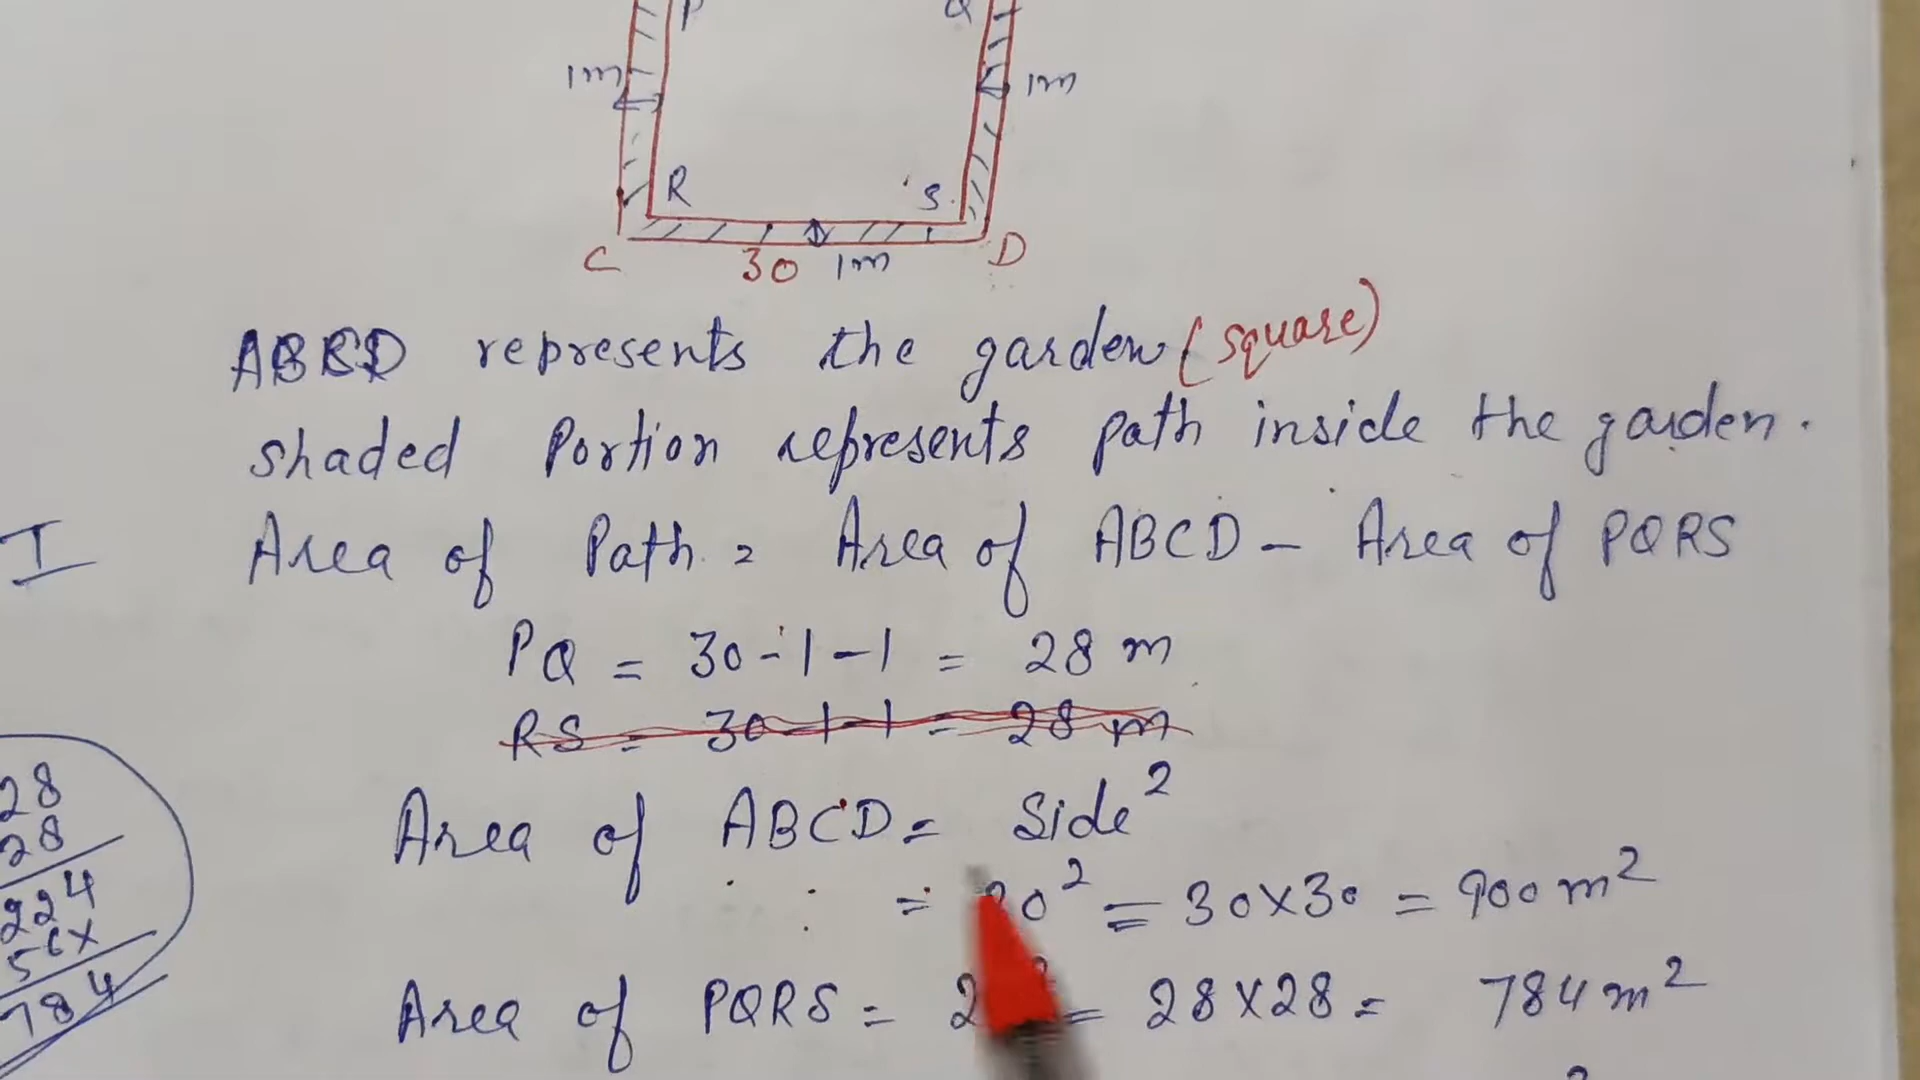 P Q
1m 1m
R S
C 30 1m D
ABCD represents the garden (square)
shaded Portion represents path inside the garden.
I Area of Path = Area of ABCD - Area of PQRS
PQ = 30-1-1 = 28 m
RS = 30-1-1 = 28 m
Area of ABCD = Side²
= 30² = 30×30 = 900 m²
Area of PQRS = = 28×28 = 784 m²
28
28
224
56×
784